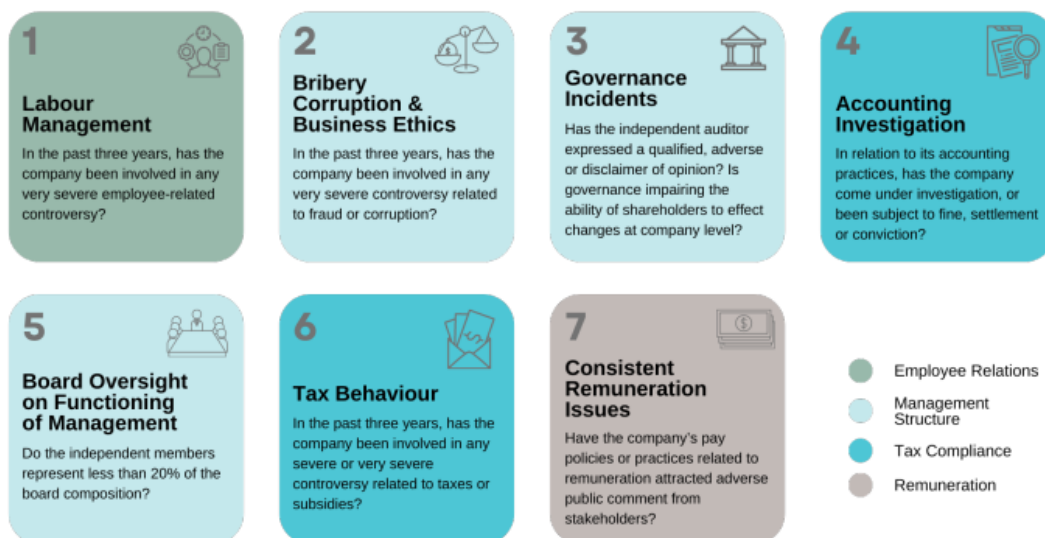 1
Labour
Management
In the past three years, has the
company been involved in any
very severe employee-related
controversy?
2
Bribery
Corruption &
Business Ethics
In the past three years, has the
company been involved in any
very severe controversy related
to fraud or corruption?
3
Governance
Incidents
Has the independent auditor
expressed a qualified, adverse
or disclaimer of opinion? Is
governance impairing the
ability of shareholders to effect
changes at company level?
4
Accounting
Investigation
In relation to its accounting
practices, has the company
come under investigation, or
been subject to fine, settlement
or conviction?
5
Board Oversight
on Functioning
of Management
Do the independent members
represent less than 20% of the
board composition?
6
Tax Behaviour
In the past three years, has the
company been involved in any
severe or very severe
controversy related to taxes or
subsidies?
7
Consistent
Remuneration
Issues
Have the company's pay
policies or practices related to
remuneration attracted adverse
public comment from
stakeholders?
Employee Relations
Management
Structure
Tax Compliance
Remuneration